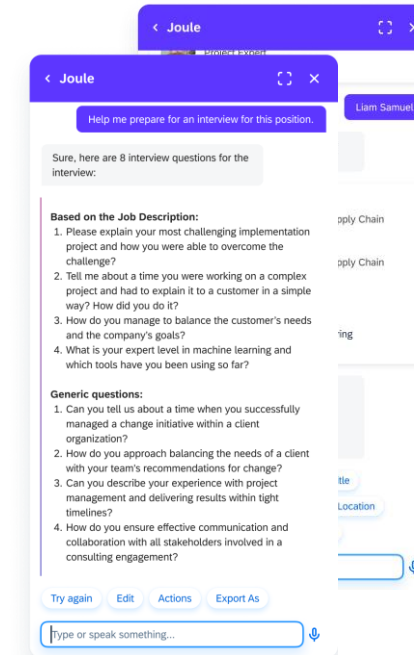 Joule
Project Expert
Liam Samuel
Joule
Help me prepare for an interview for this position.
Sure, here are 8 interview questions for the
interview:
Based on the Job Description:
1. Please explain your most challenging implementation
project and how you were able to overcome the
challenge?
2. Tell me about a time you were working on a complex
project and had to explain it to a customer in a simple
way? How did you do it?
3. How do you manage to balance the customer's needs
and the company's goals?
4. What is your expert level in machine learning and
which tools have you been using so far?
Generic questions:
1. Can you tell us about a time when you successfully
managed a change initiative within a client
organization?
2. How do you approach balancing the needs of a client
with your team's recommendations for change?
3. Can you describe your experience with project
management and delivering results within tight
timelines?
4. How do you ensure effective communication and
collaboration with all stakeholders involved in a
consulting engagement?
Try again Edit Actions Export As
Type or speak something...
pply Chain
pply Chain
ing
tle
Location